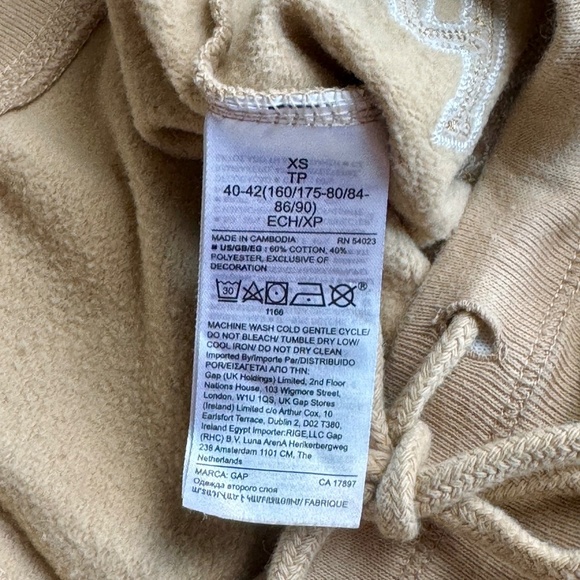 XS
TP
40-42(160/175-80/84-
86/90)
ECH/XP
MADE IN CAMBODIA RN 54023
■ US/GB/EG : 60% COTTON, 40%
POLYESTER, EXCLUSIVE OF
DECORATION
30 ®
1166
MACHINE WASH COLD GENTLE CYCLE/
DO NOT BLEACH/ TUMBLE DRY LOW/
COOL IRON/ DO NOT DRY CLEAN
Imported By/Importe Par/DISTRIBUIDO
POR/ΕΙΣΑΓΕΤΑΙ ΑΠΟ ΤΗΝ:
Gap (UK Holdings) Limited, 2nd Floor
Nations House, 103 Wigmore Street,
London, W1U 1QS, UK Gap Stores
(Ireland) Limited c/o Arthur Cox, 10
Earlsfort Terrace, Dublin 2, D02 T380,
Ireland Egypt Importer:RIGE,LLC Gap
(RHC) B.V, Luna ArenA Herikerbergweg
238 Amsterdam 1101 CM, The
Netherlands
MARCA: GAP CA 17897
Одежда второго слоя
ԱՐՏԱԴՐՎԱԾ Է ԿԱՄԲՈՋԱՅՈՒՄ/ FABRIQUE